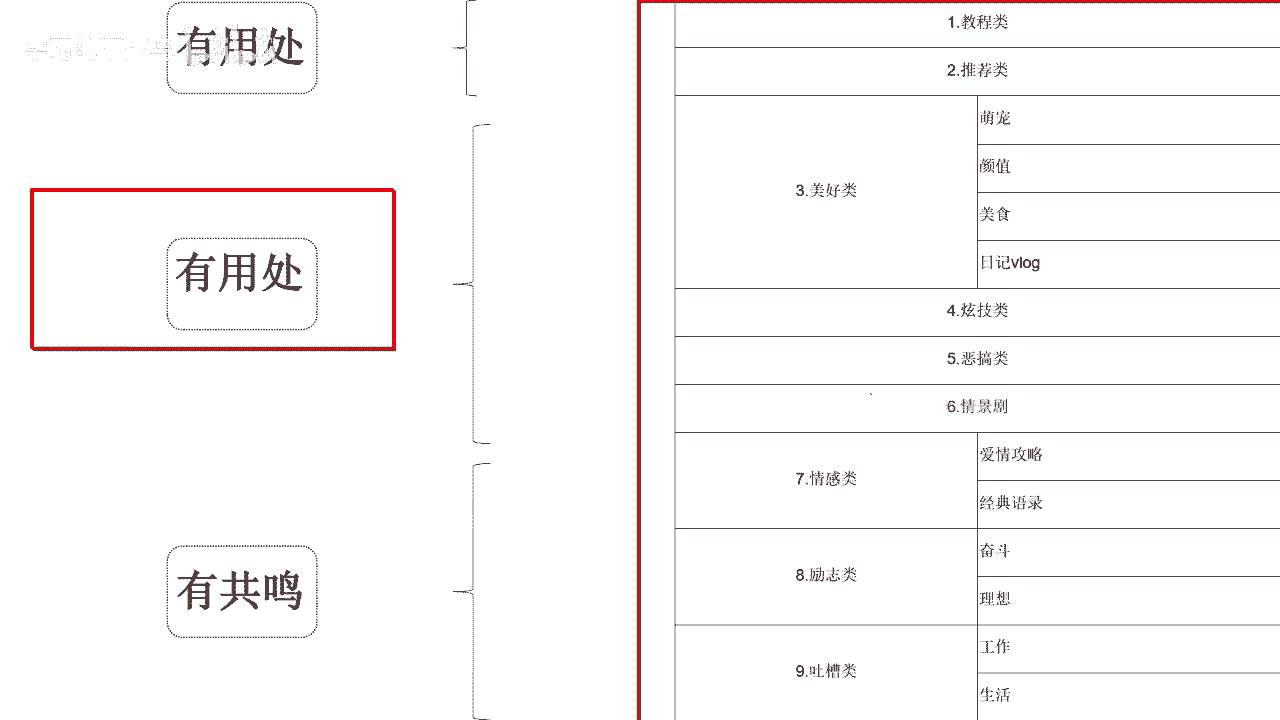 有用处
有用处
有共鸣
1.教程类
2.推荐类
3.美好类
萌宠
颜值
美食
日记vlog
4.炫技类
5.恶搞类
6.情景剧
7.情感类
爱情攻略
经典语录
8.励志类
奋斗
理想
9.吐槽类
工作
生活